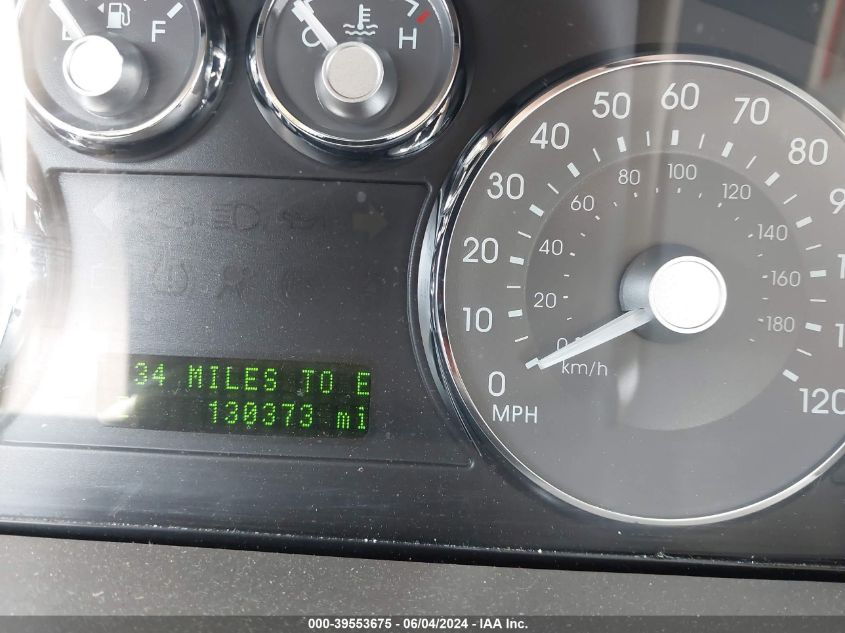 E F
C H
0 10 20 30 40 50 60 70 80
120
0 20 40 60 80 100 120 140 160 180
km/h
MPH
34 MILES TO E
130373 mi
000-39553675 - 06/04/2024 - IAA Inc.